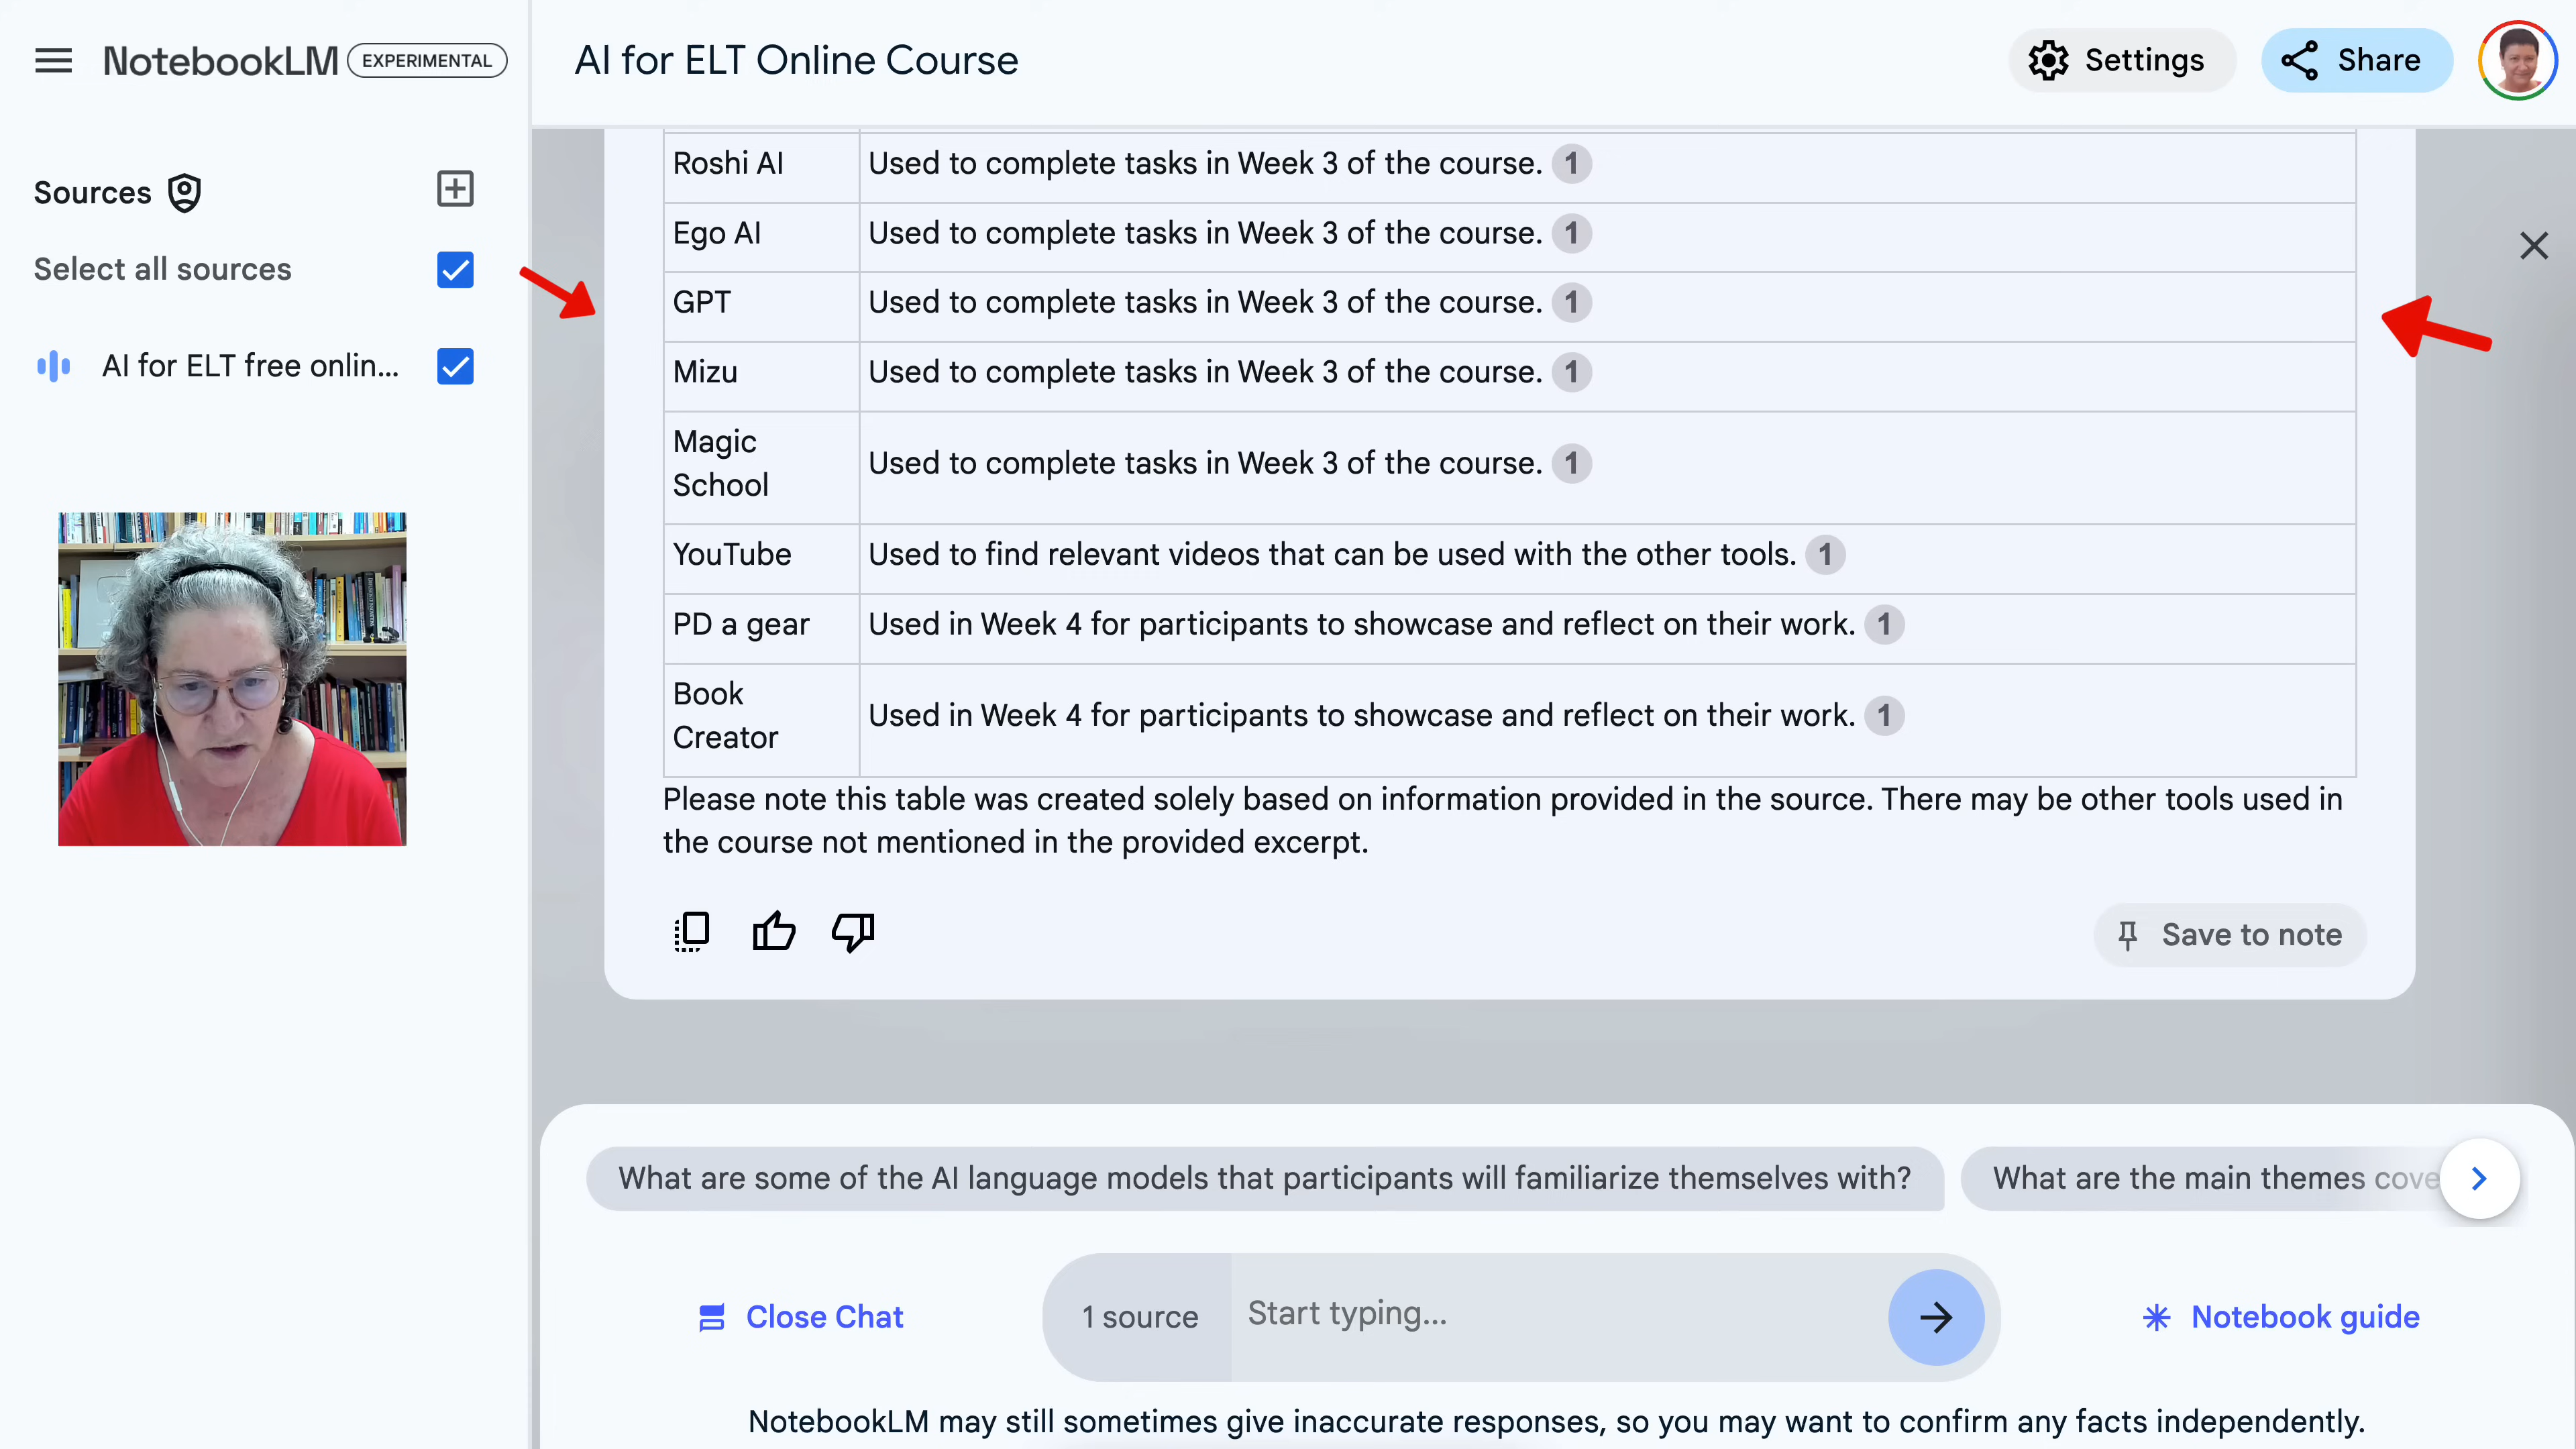 NotebookLM EXPERIMENTAL
AI for ELT Online Course
Settings
Share
Sources
Select all sources
AI for ELT free onlin...
Roshi AI Used to complete tasks in Week 3 of the course. 1
Ego AI Used to complete tasks in Week 3 of the course. 1
GPT Used to complete tasks in Week 3 of the course. 1
Mizu Used to complete tasks in Week 3 of the course. 1
Magic School Used to complete tasks in Week 3 of the course. 1
YouTube Used to find relevant videos that can be used with the other tools. 1
PD a gear Used in Week 4 for participants to showcase and reflect on their work. 1
Book Creator Used in Week 4 for participants to showcase and reflect on their work. 1
Please note this table was created solely based on information provided in the source. There may be other tools used in
the course not mentioned in the provided excerpt.
Save to note
What are some of the AI language models that participants will familiarize themselves with?
What are the main themes cove
Close Chat
1 source
Start typing...
Notebook guide
NotebookLM may still sometimes give inaccurate responses, so you may want to confirm any facts independently.